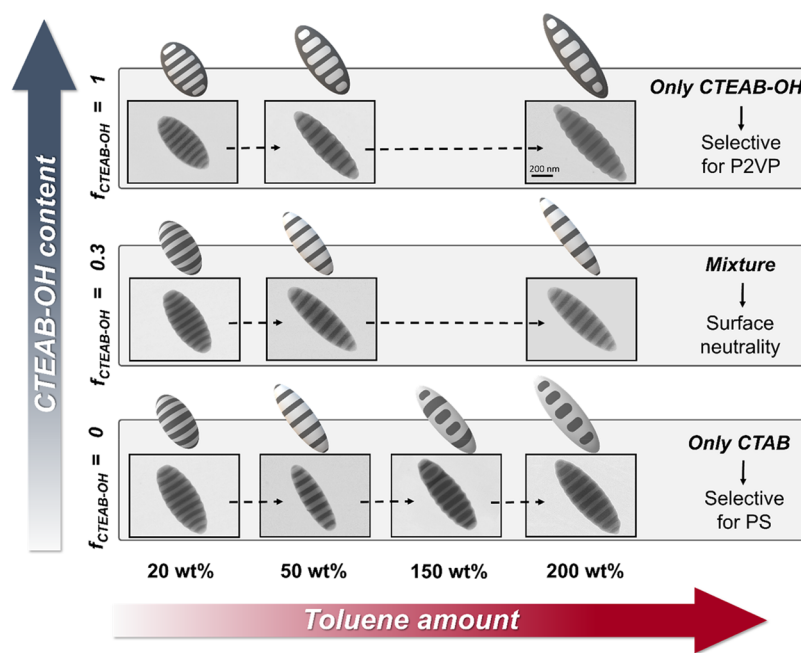 CTEAB-OH content
f_CTEAB-OH = 1
200 nm
Only CTEAB-OH
Selective
for P2VP
f_CTEAB-OH = 0.3
Mixture
Surface
neutrality
f_CTEAB-OH = 0
Only CTAB
Selective
for PS
20 wt%
50 wt%
150 wt%
200 wt%
Toluene amount